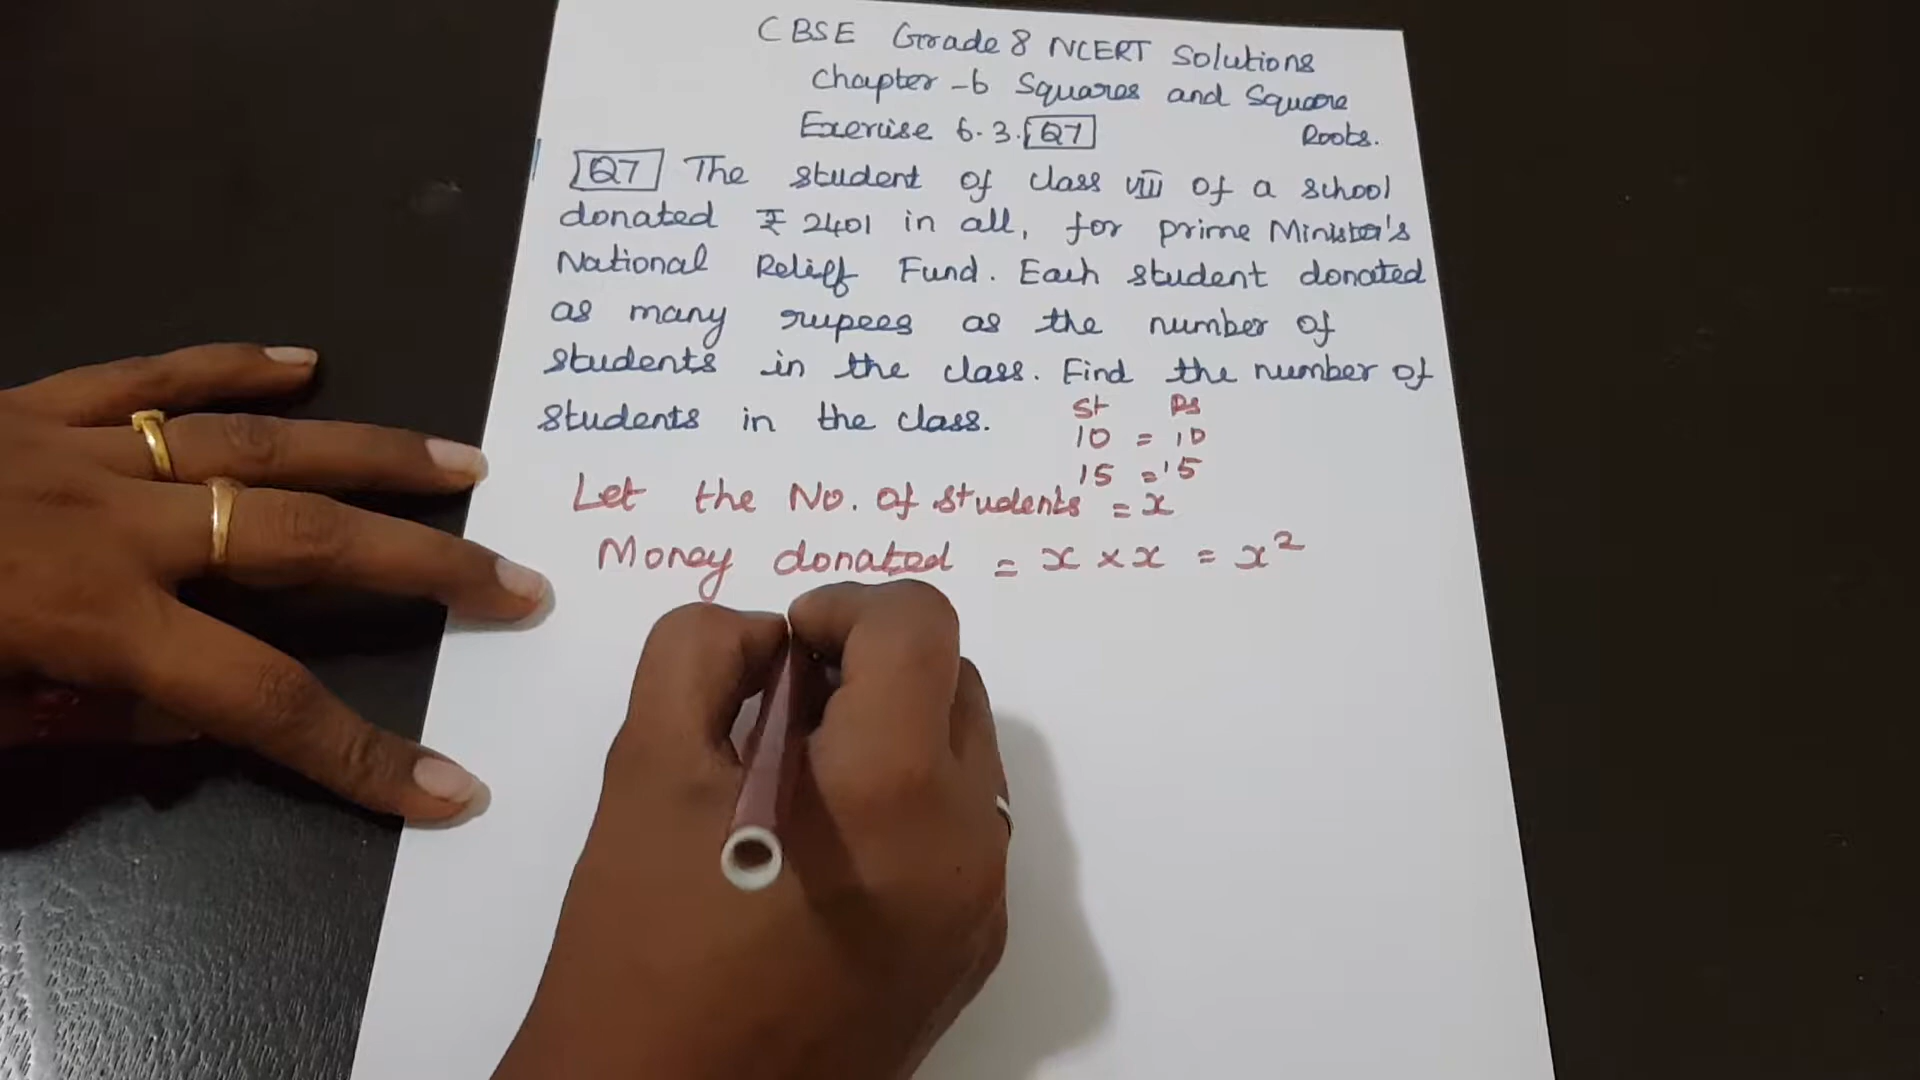 CBSE Grade 8 NCERT Solutions
Chapter -6 Squares and Square
Exercise 6.3. Q7 Roots.
Q7 The student of class VIII of a school
donated ₹ 2401 in all, for prime Minister's
National Relieff Fund. Each student donated
as many rupees as the number of
students in the class. Find the number of
students in the class.
St Rs
10 = 10
15 = 15
Let the No. of students = x
Money donated = x × x = x²